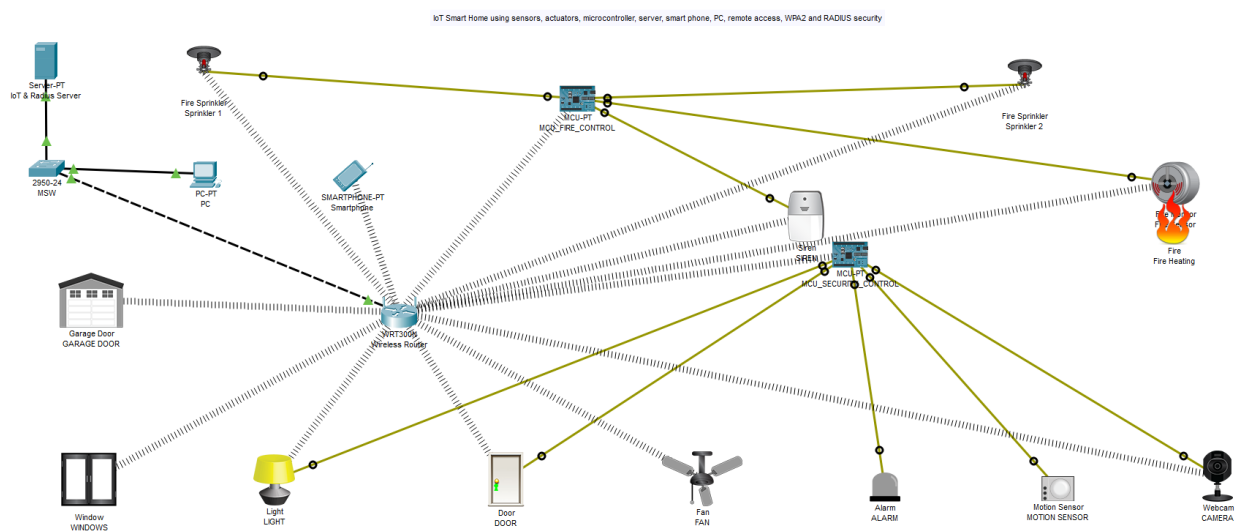 IoT Smart Home using sensors, actuators, microcontroller, server, smart phone, PC, remote access, WPA2 and RADIUS security
Server-PT
IoT & Radius Server
Fire Sprinkler
Sprinkler 1
MCU-PT
MCU_FIRE_CONTROL
Fire Sprinkler
Sprinkler 2
2950-24
MSW
PC-PT
PC
SMARTPHONE-PT
Smartphone
Siren
SIREN
Fire
Fire Heating
MCU-PT
MCU_SECURITY_CONTROL
Garage Door
GARAGE DOOR
WRT300N
Wireless Router
Window
WINDOWS
Light
LIGHT
Door
DOOR
Fan
FAN
Alarm
ALARM
Motion Sensor
MOTION SENSOR
Webcam
CAMERA